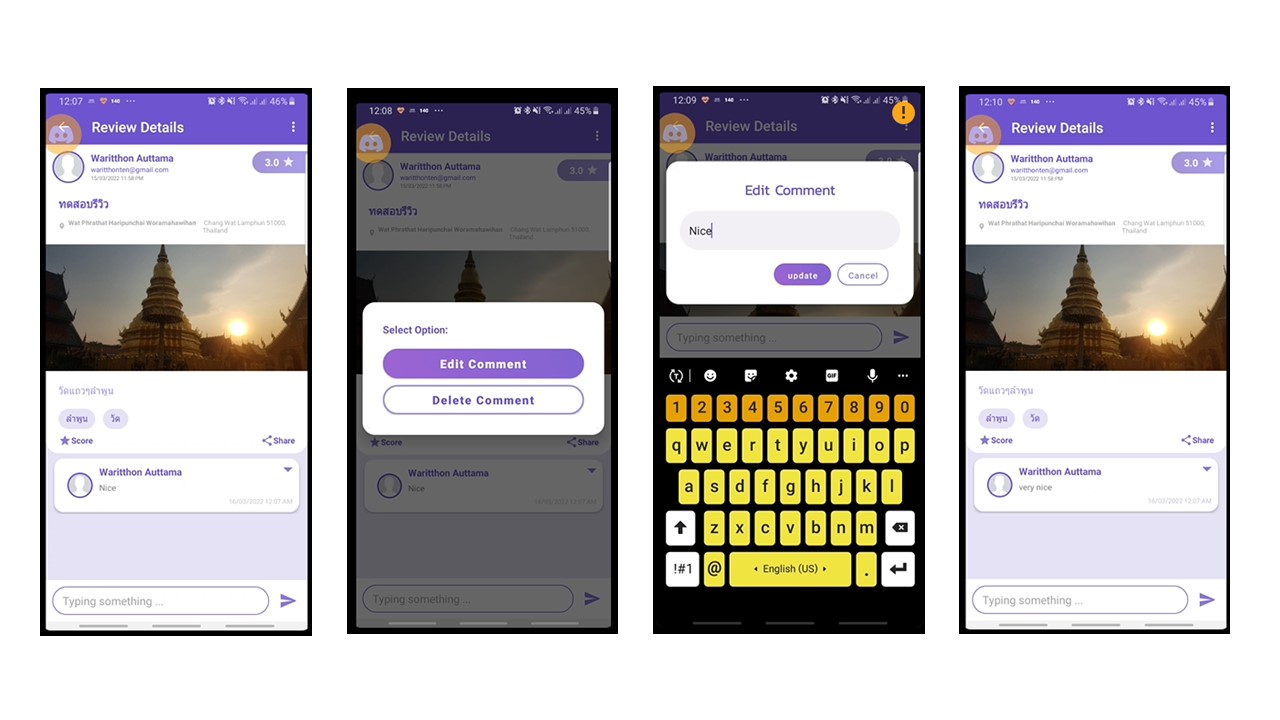 12:07 140 ... 46%
Review Details
Waritthon Auttama
waritthonten@gmail.com
15/03/2022 11:58 PM
3.0
ทดสอบรีวิว
Wat Phrathat Haripunchai Woramahawihan
Chang Wat Lamphun 51000,
Thailand
วัดแถวๆลำพูน
ลำพูน วัด
Score Share
Waritthon Auttama
Nice
16/03/2022 12:07 AM
Typing something ...
12:08 140 ... 45%
Review Details
Waritthon Auttama
waritthonten@gmail.com
15/03/2022 11:58 PM
3.0
ทดสอบรีวิว
Wat Phrathat Haripunchai Woramahawihan
Chang Wat Lamphun 51000,
Thailand
Select Option:
Edit Comment
Delete Comment
Score Share
Waritthon Auttama
Nice
16/03/2022 12:07 AM
Typing something ...
12:09 140 ... 45%
Review Details
Waritthon Auttama
3.0
Edit Comment
Nice
update Cancel
Typing something ...
GIF ...
1 2 3 4 5 6 7 8 9 0
q w e r t y u i o p
a s d f g h j k l
z x c v b n m
!#1 @ English (US) .
12:10 140 ... 45%
Review Details
Waritthon Auttama
waritthonten@gmail.com
15/03/2022 11:58 PM
3.0
ทดสอบรีวิว
Wat Phrathat Haripunchai Woramahawihan
Chang Wat Lamphun 51000,
Thailand
วัดแถวๆลำพูน
ลำพูน วัด
Score Share
Waritthon Auttama
very nice
16/03/2022 12:07 AM
Typing something ...